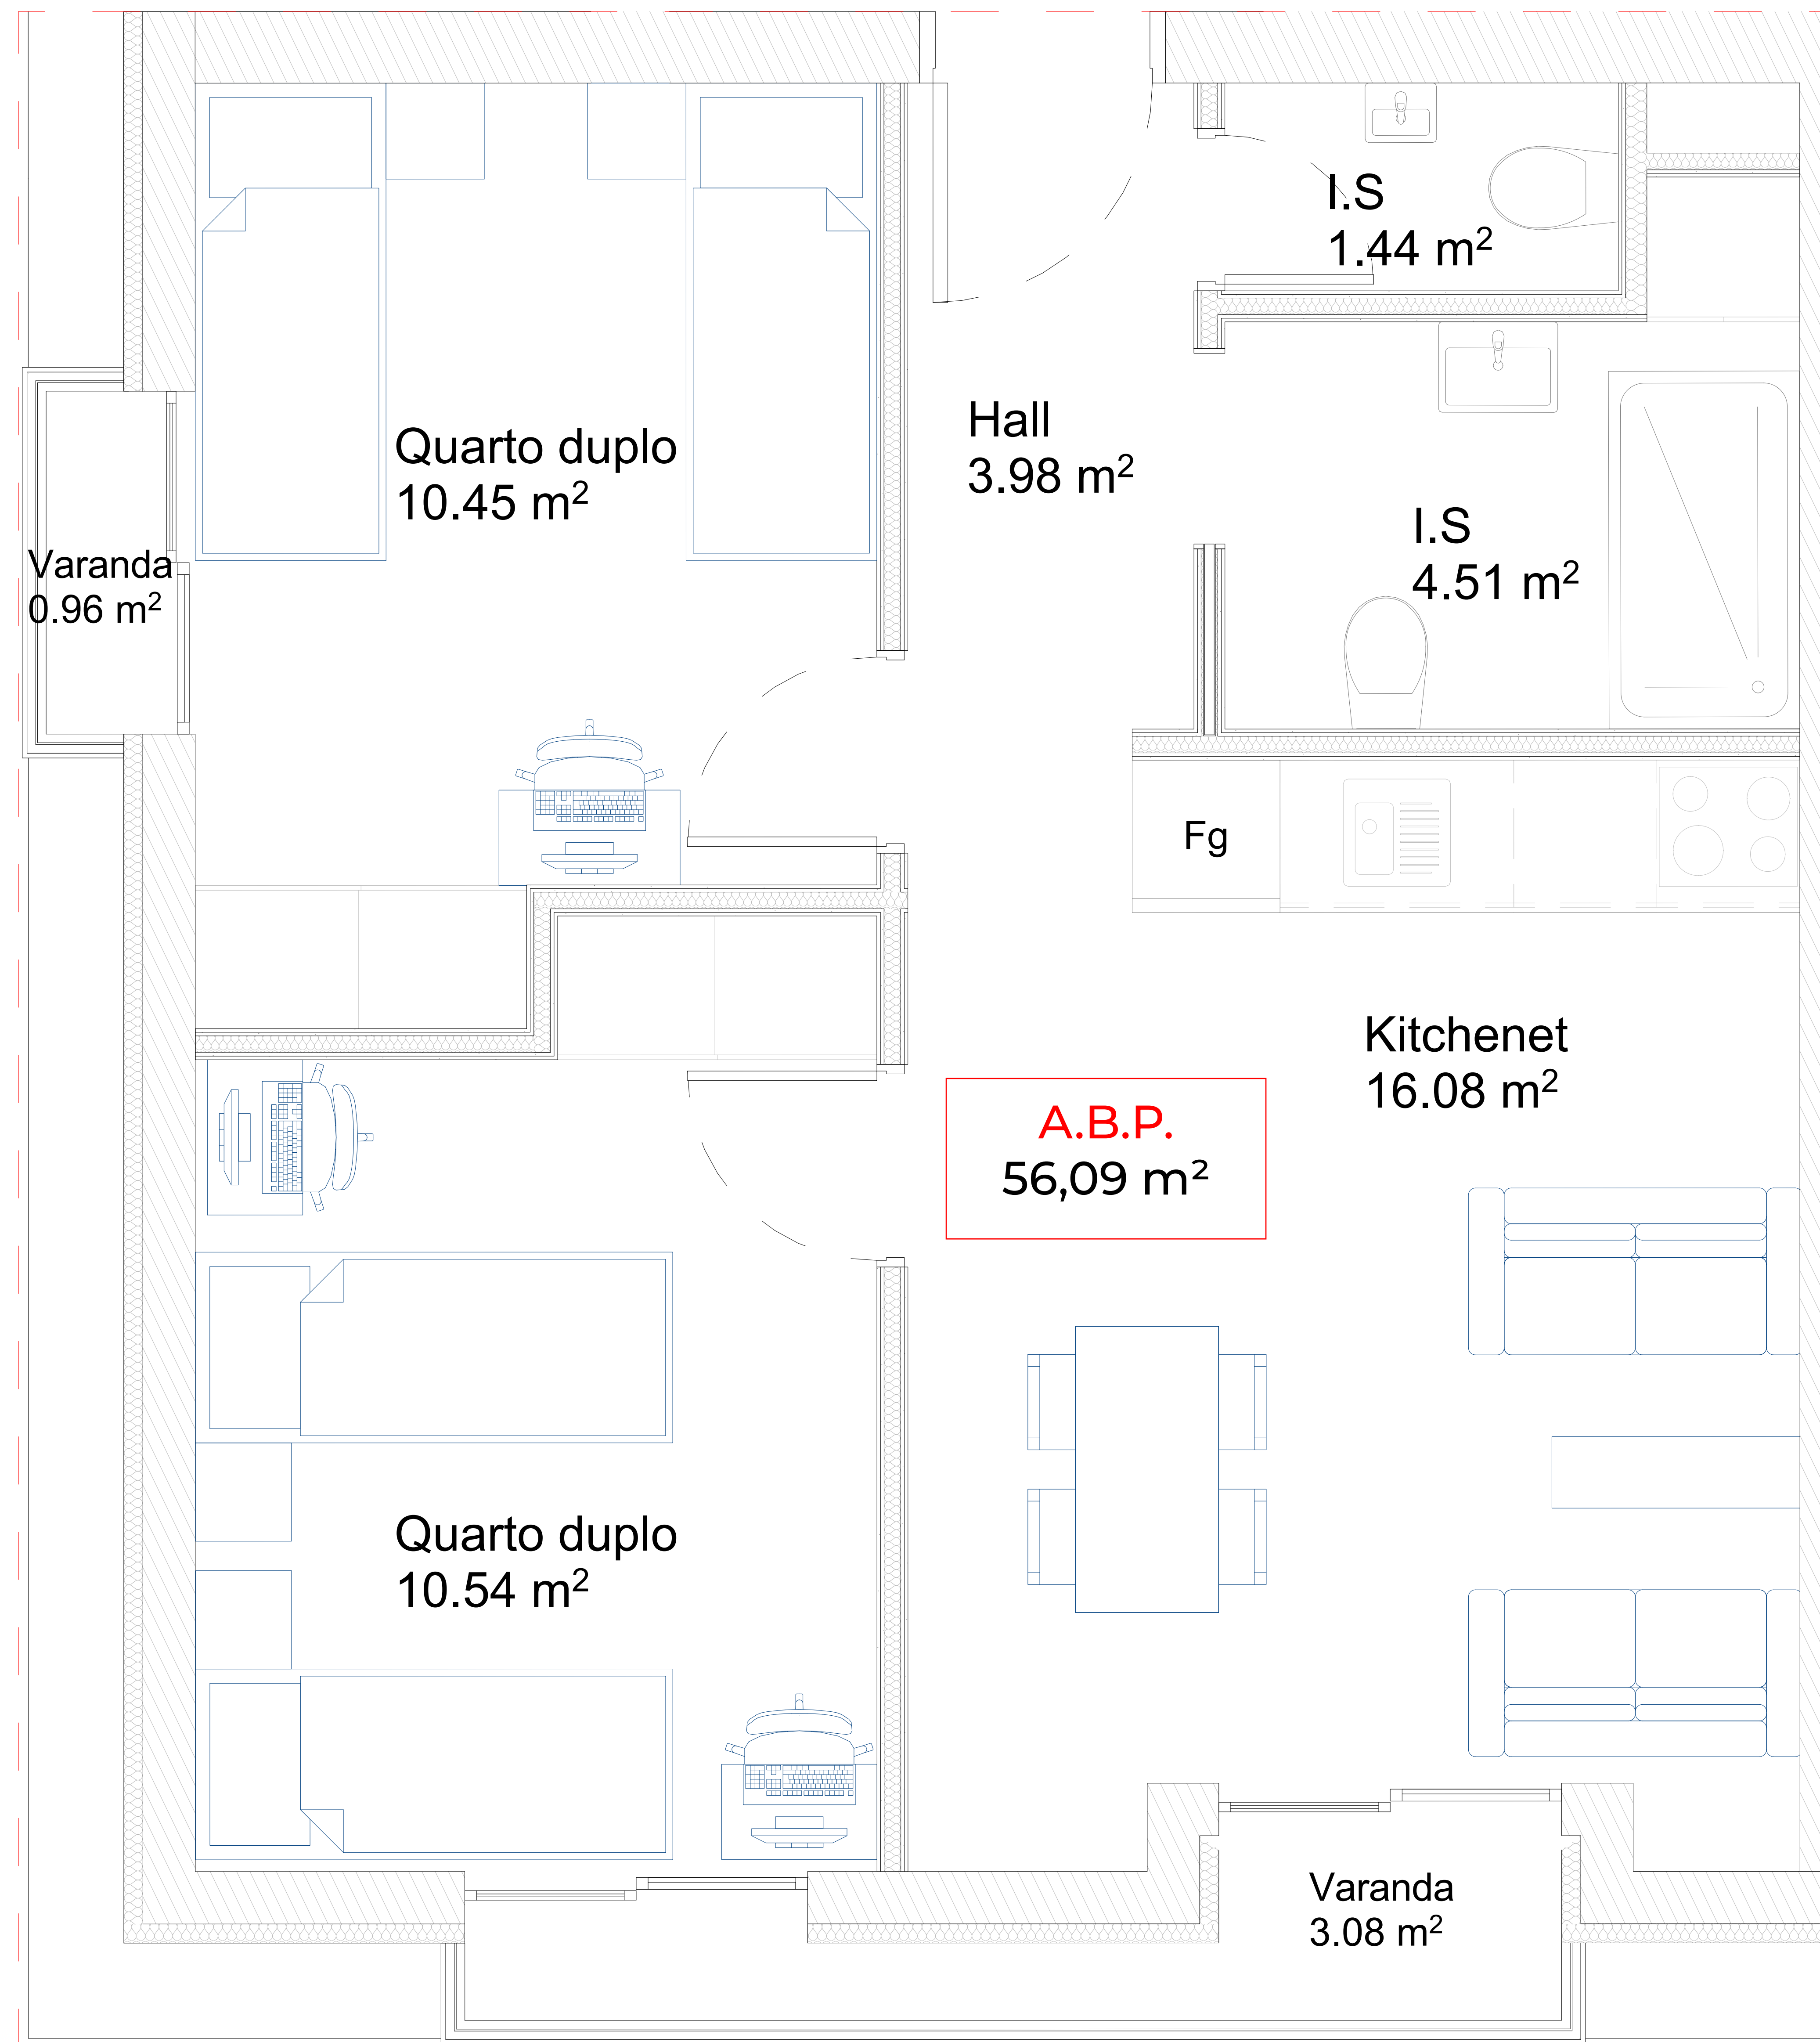 I.S
1.44 m²
Quarto duplo
10.45 m²
Hall
3.98 m²
I.S
4.51 m²
Varanda
0.96 m²
Fg
Kitchenet
16.08 m²
A.B.P.
56,09 m²
Quarto duplo
10.54 m²
Varanda
3.08 m²